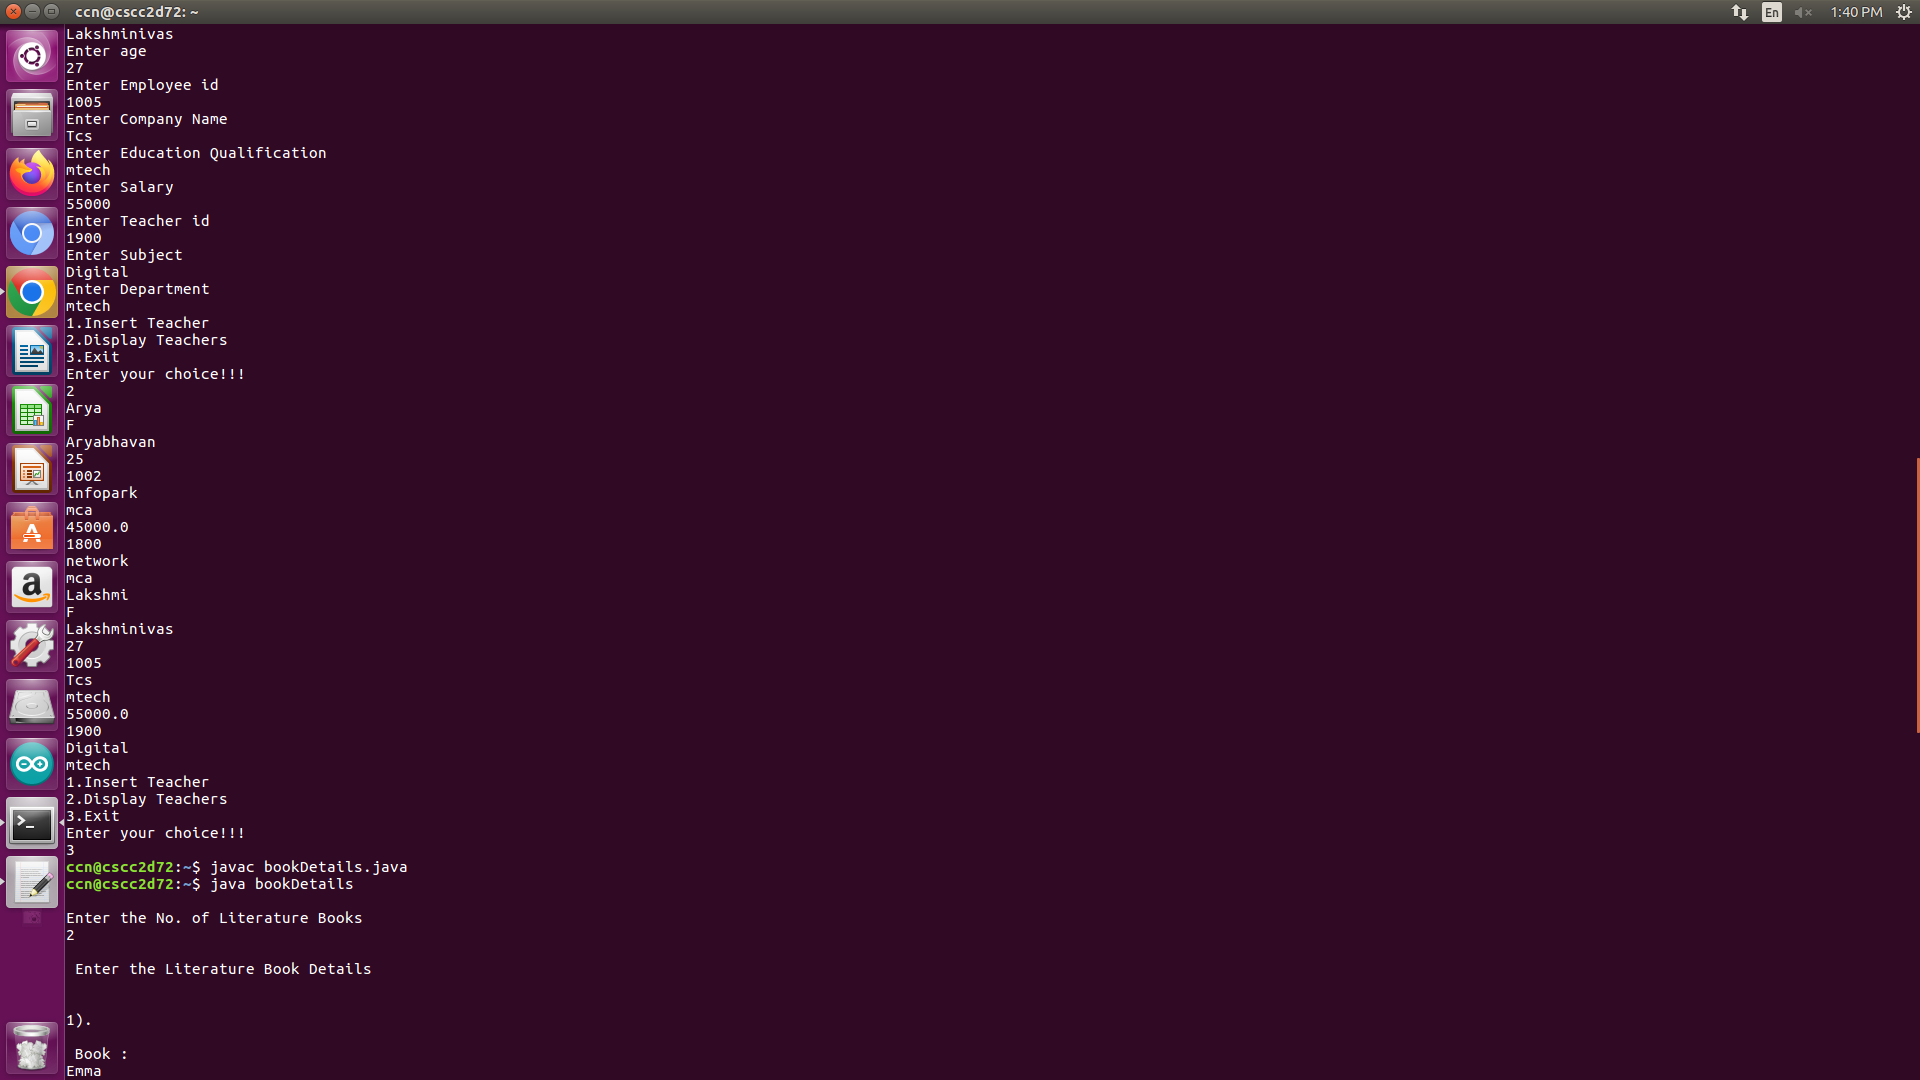 ccn@cscc2d72: ~
En
1:40 PM
Lakshminivas
Enter age
27
Enter Employee id
1005
Enter Company Name
Tcs
Enter Education Qualification
mtech
Enter Salary
55000
Enter Teacher id
1900
Enter Subject
Digital
Enter Department
mtech
1.Insert Teacher
2.Display Teachers
3.Exit
Enter your choice!!!
2
Arya
F
Aryabhavan
25
1002
infopark
mca
45000.0
1800
network
mca
Lakshmi
F
Lakshminivas
27
1005
Tcs
mtech
55000.0
1900
Digital
mtech
1.Insert Teacher
2.Display Teachers
3.Exit
Enter your choice!!!
3
ccn@cscc2d72:~$ javac bookDetails.java
ccn@cscc2d72:~$ java bookDetails
Enter the No. of Literature Books
2
Enter the Literature Book Details
1).
Book :
Emma